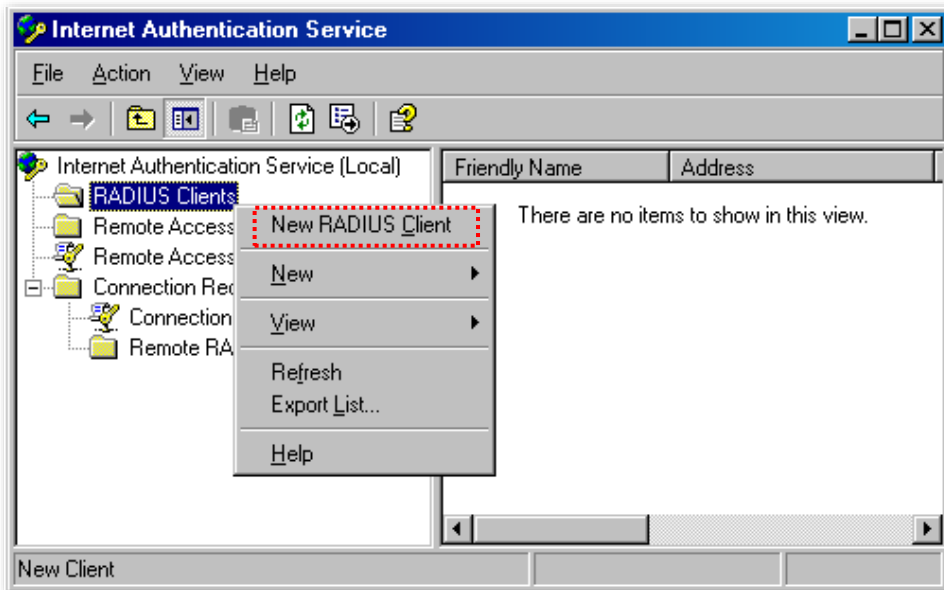 Internet Authentication Service
File Action View Help
Internet Authentication Service (Local)
RADIUS Clients
Remote Access
Remote Access
Connection Rec
Connection
Remote RA
Friendly Name Address
There are no items to show in this view.
New RADIUS Client
New
View
Refresh
Export List...
Help
New Client